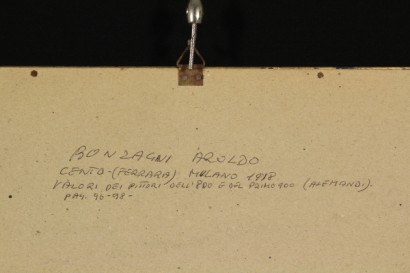 BONZAGNI AROLDO
CENTO-(FERRARA) MILANO 1918
VALORI DEI PITTORI DELL'800 E DEL PRIMO 900 (ALEMANDI).
PAG. 96-98-